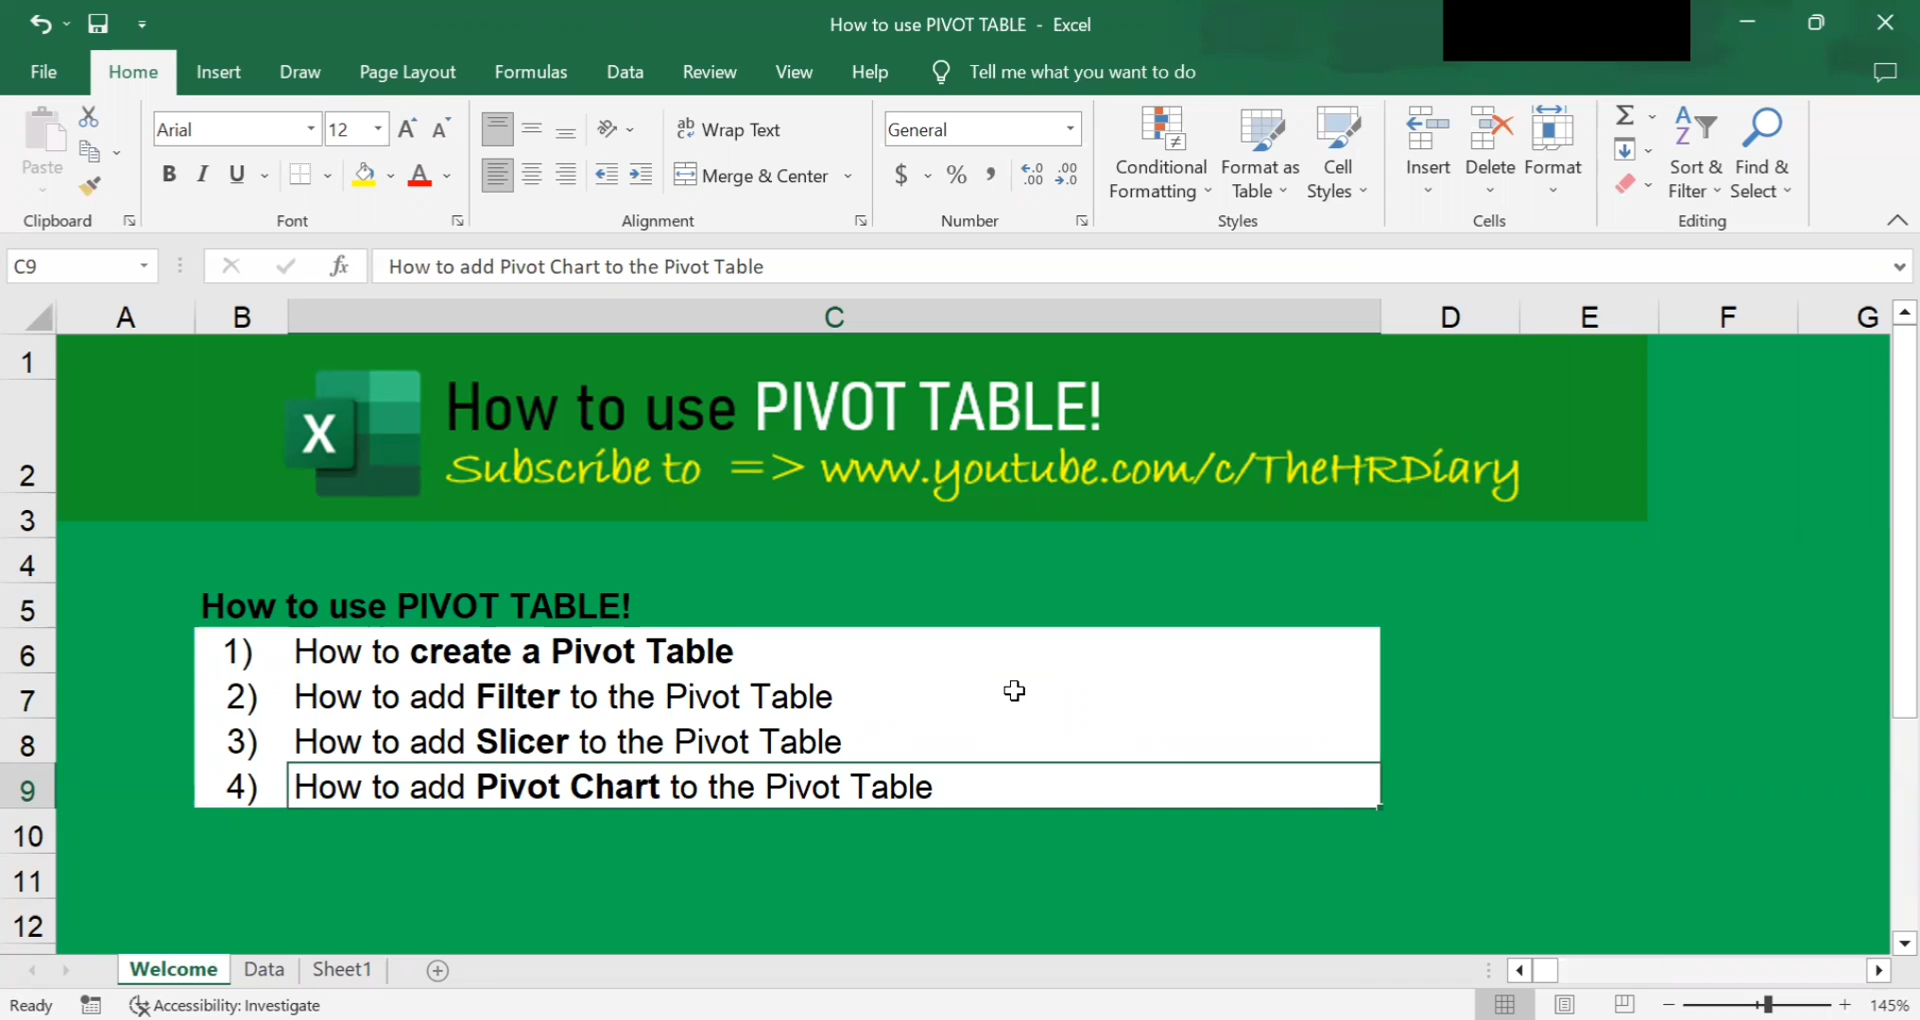 How to use PIVOT TABLE - Excel
File Home Insert Draw Page Layout Formulas Data Review View Help Tell me what you want to do
Paste
Clipboard
Arial 12
A A
B I U A
Font
ab c Wrap Text
Merge & Center
Alignment
General
$ % , .0 .00 .00 .0
Number
Conditional Formatting
Format as Table
Cell Styles
Styles
Insert Delete Format
Cells
Σ
A Z
Sort & Filter
Find & Select
Editing
C9 fx How to add Pivot Chart to the Pivot Table
A B C D E F G
1
X How to use PIVOT TABLE!
2 Subscribe to => www.youtube.com/c/TheHRDiary
3
4
5 How to use PIVOT TABLE!
6 1) How to create a Pivot Table
7 2) How to add Filter to the Pivot Table
8 3) How to add Slicer to the Pivot Table
9 4) How to add Pivot Chart to the Pivot Table
10
11
12
Welcome Data Sheet1
Ready Accessibility: Investigate 145%